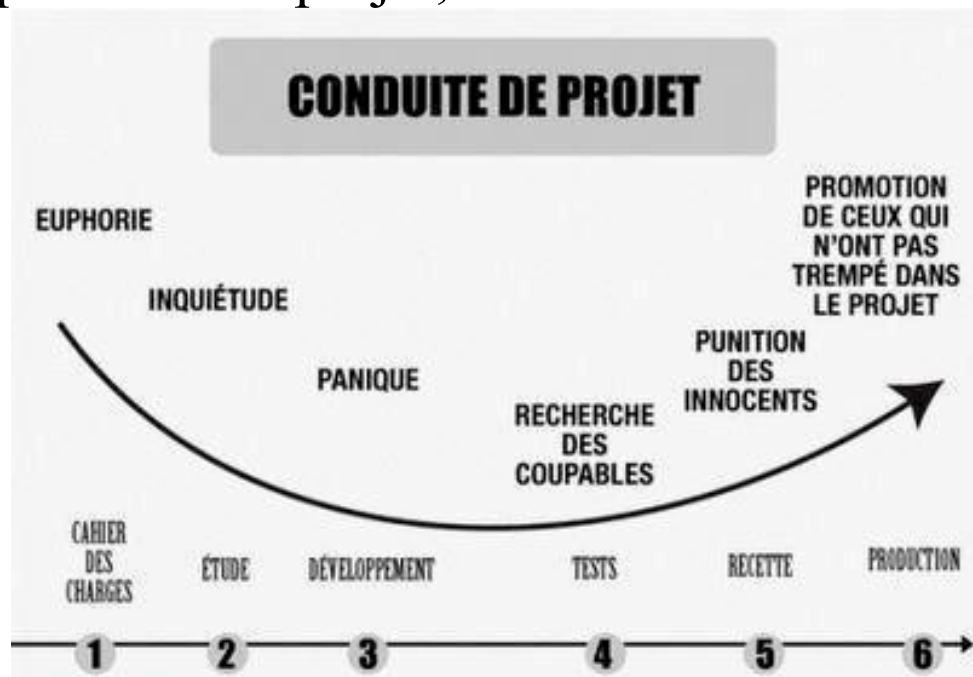 CONDUITE DE PROJET
EUPHORIE
INQUIÉTUDE
PANIQUE
RECHERCHE
DES
COUPABLES
PUNITION
DES
INNOCENTS
PROMOTION
DE CEUX QUI
N'ONT PAS
TREMPÉ DANS
LE PROJET
CAHIER
DES
CHARGES
ÉTUDE
DÉVELOPPEMENT
TESTS
RECETTE
PRODUCTION
1 2 3 4 5 6